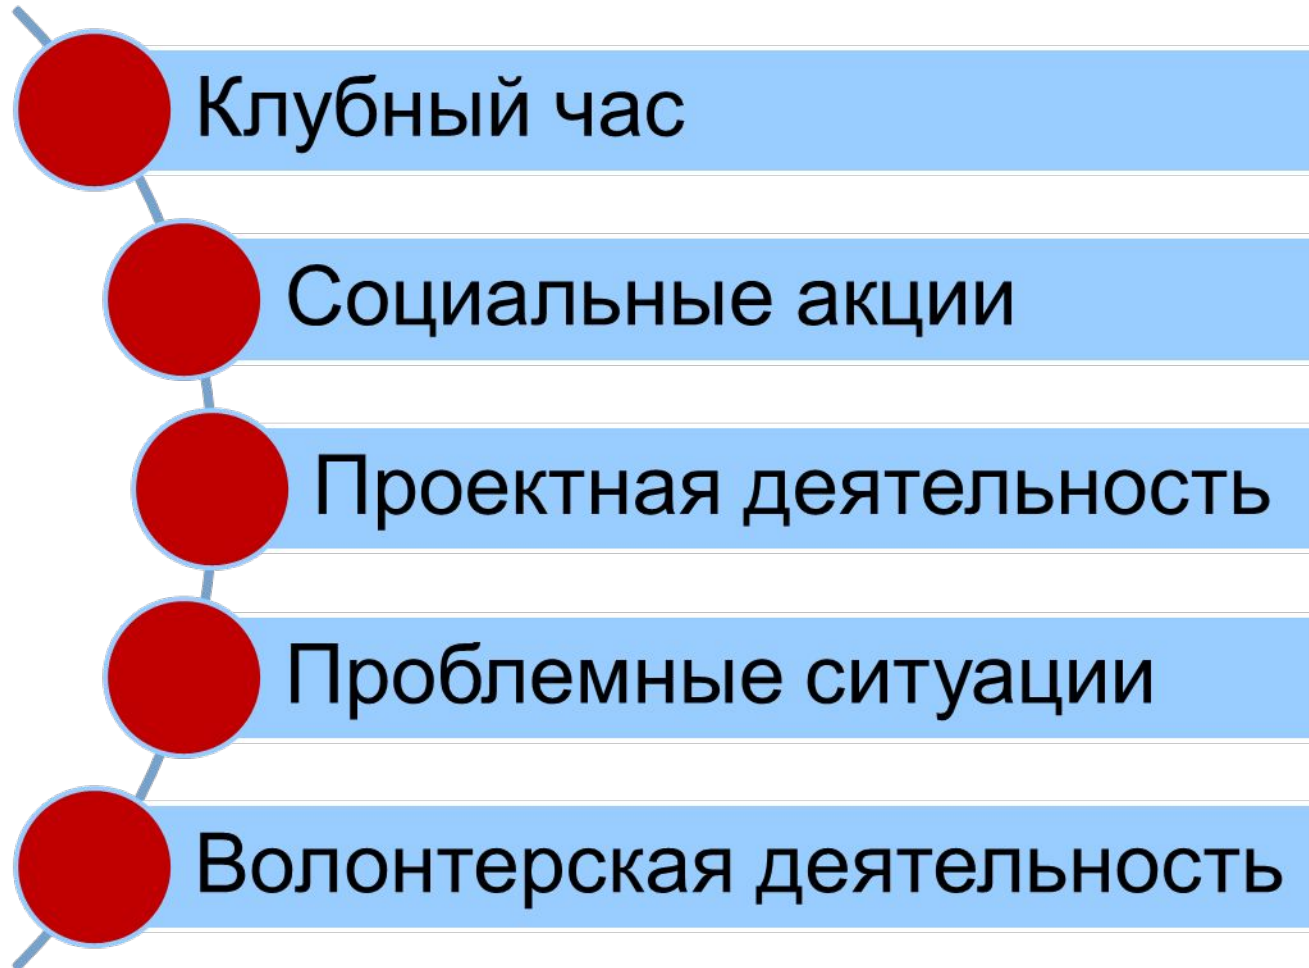 Клубный час
Социальные акции
Проектная деятельность
Проблемные ситуации
Волонтерская деятельность